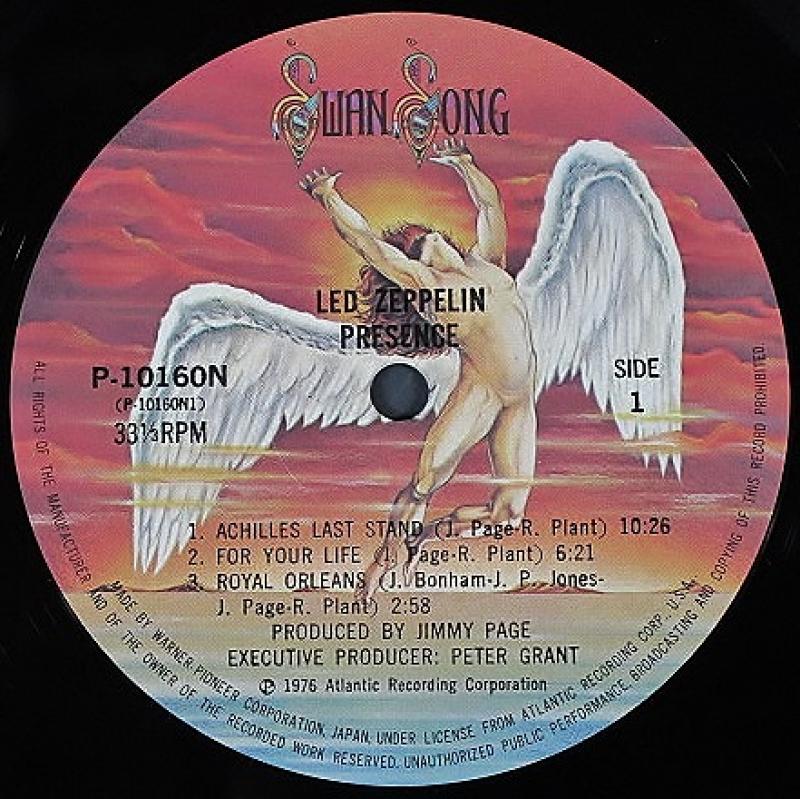 SWAN SONG
LED ZEPPELIN
PRESENCE
P-10160N
(P-10160N1)
33⅓RPM
SIDE
1
1. ACHILLES LAST STAND (J. Page-R. Plant) 10:26
2. FOR YOUR LIFE (J. Page-R. Plant) 6:21
3. ROYAL ORLEANS (J. Bonham-J. P. Jones-
J. Page-R. Plant) 2:58
PRODUCED BY JIMMY PAGE
EXECUTIVE PRODUCER: PETER GRANT
Ⓟ 1976 Atlantic Recording Corporation
MADE BY WARNER-PIONEER CORPORATION, JAPAN, UNDER LICENSE FROM ATLANTIC RECORDING CORP., U.S.A.
ALL RIGHTS OF THE MANUFACTURER AND OF THE OWNER OF THE RECORDED WORK RESERVED. UNAUTHORIZED PUBLIC PERFORMANCE, BROADCASTING AND COPYING OF THIS RECORD PROHIBITED.